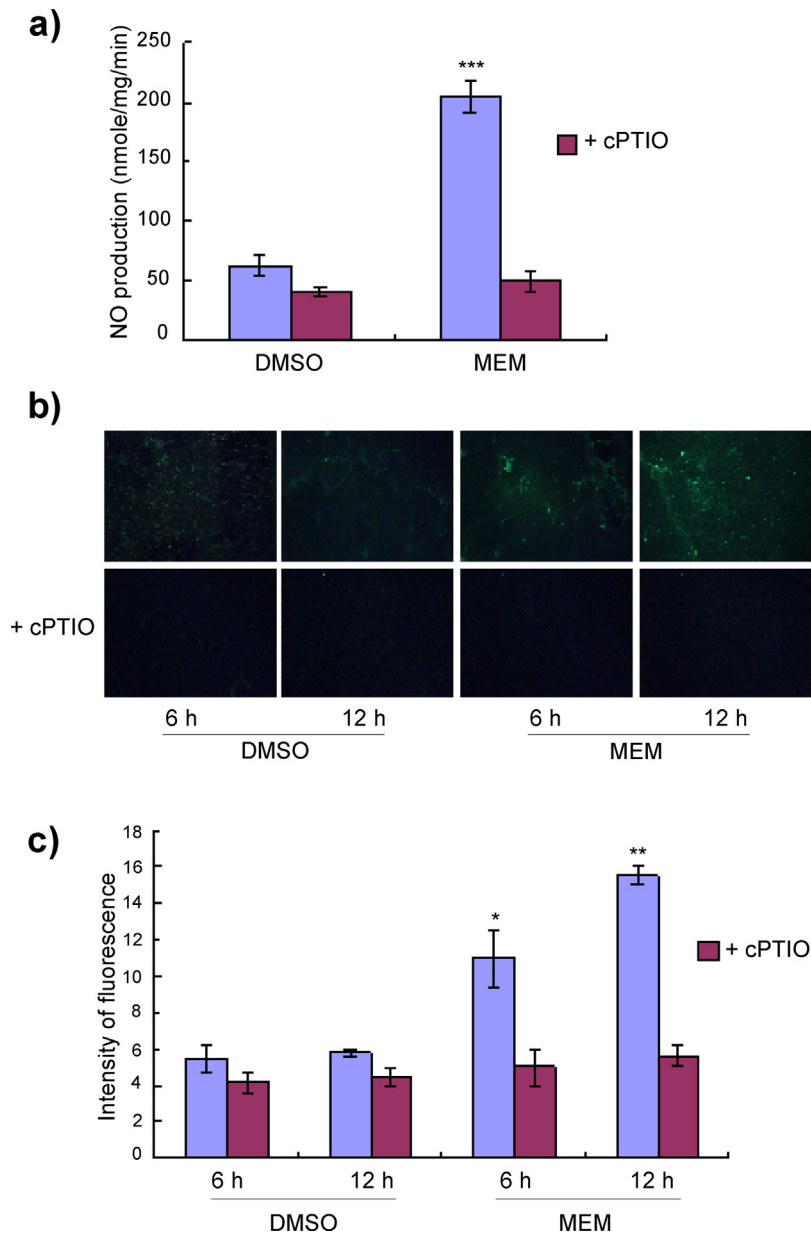 a)
NO production (nmole/mg/min)
250
200
150
100
50
0
***
+ cPTIO
DMSO
MEM
b)
+ cPTIO
6 h
12 h
6 h
12 h
DMSO
MEM
c)
Intensity of fluorescence
18
16
14
12
10
8
6
4
2
0
*
**
+ cPTIO
6 h
12 h
6 h
12 h
DMSO
MEM